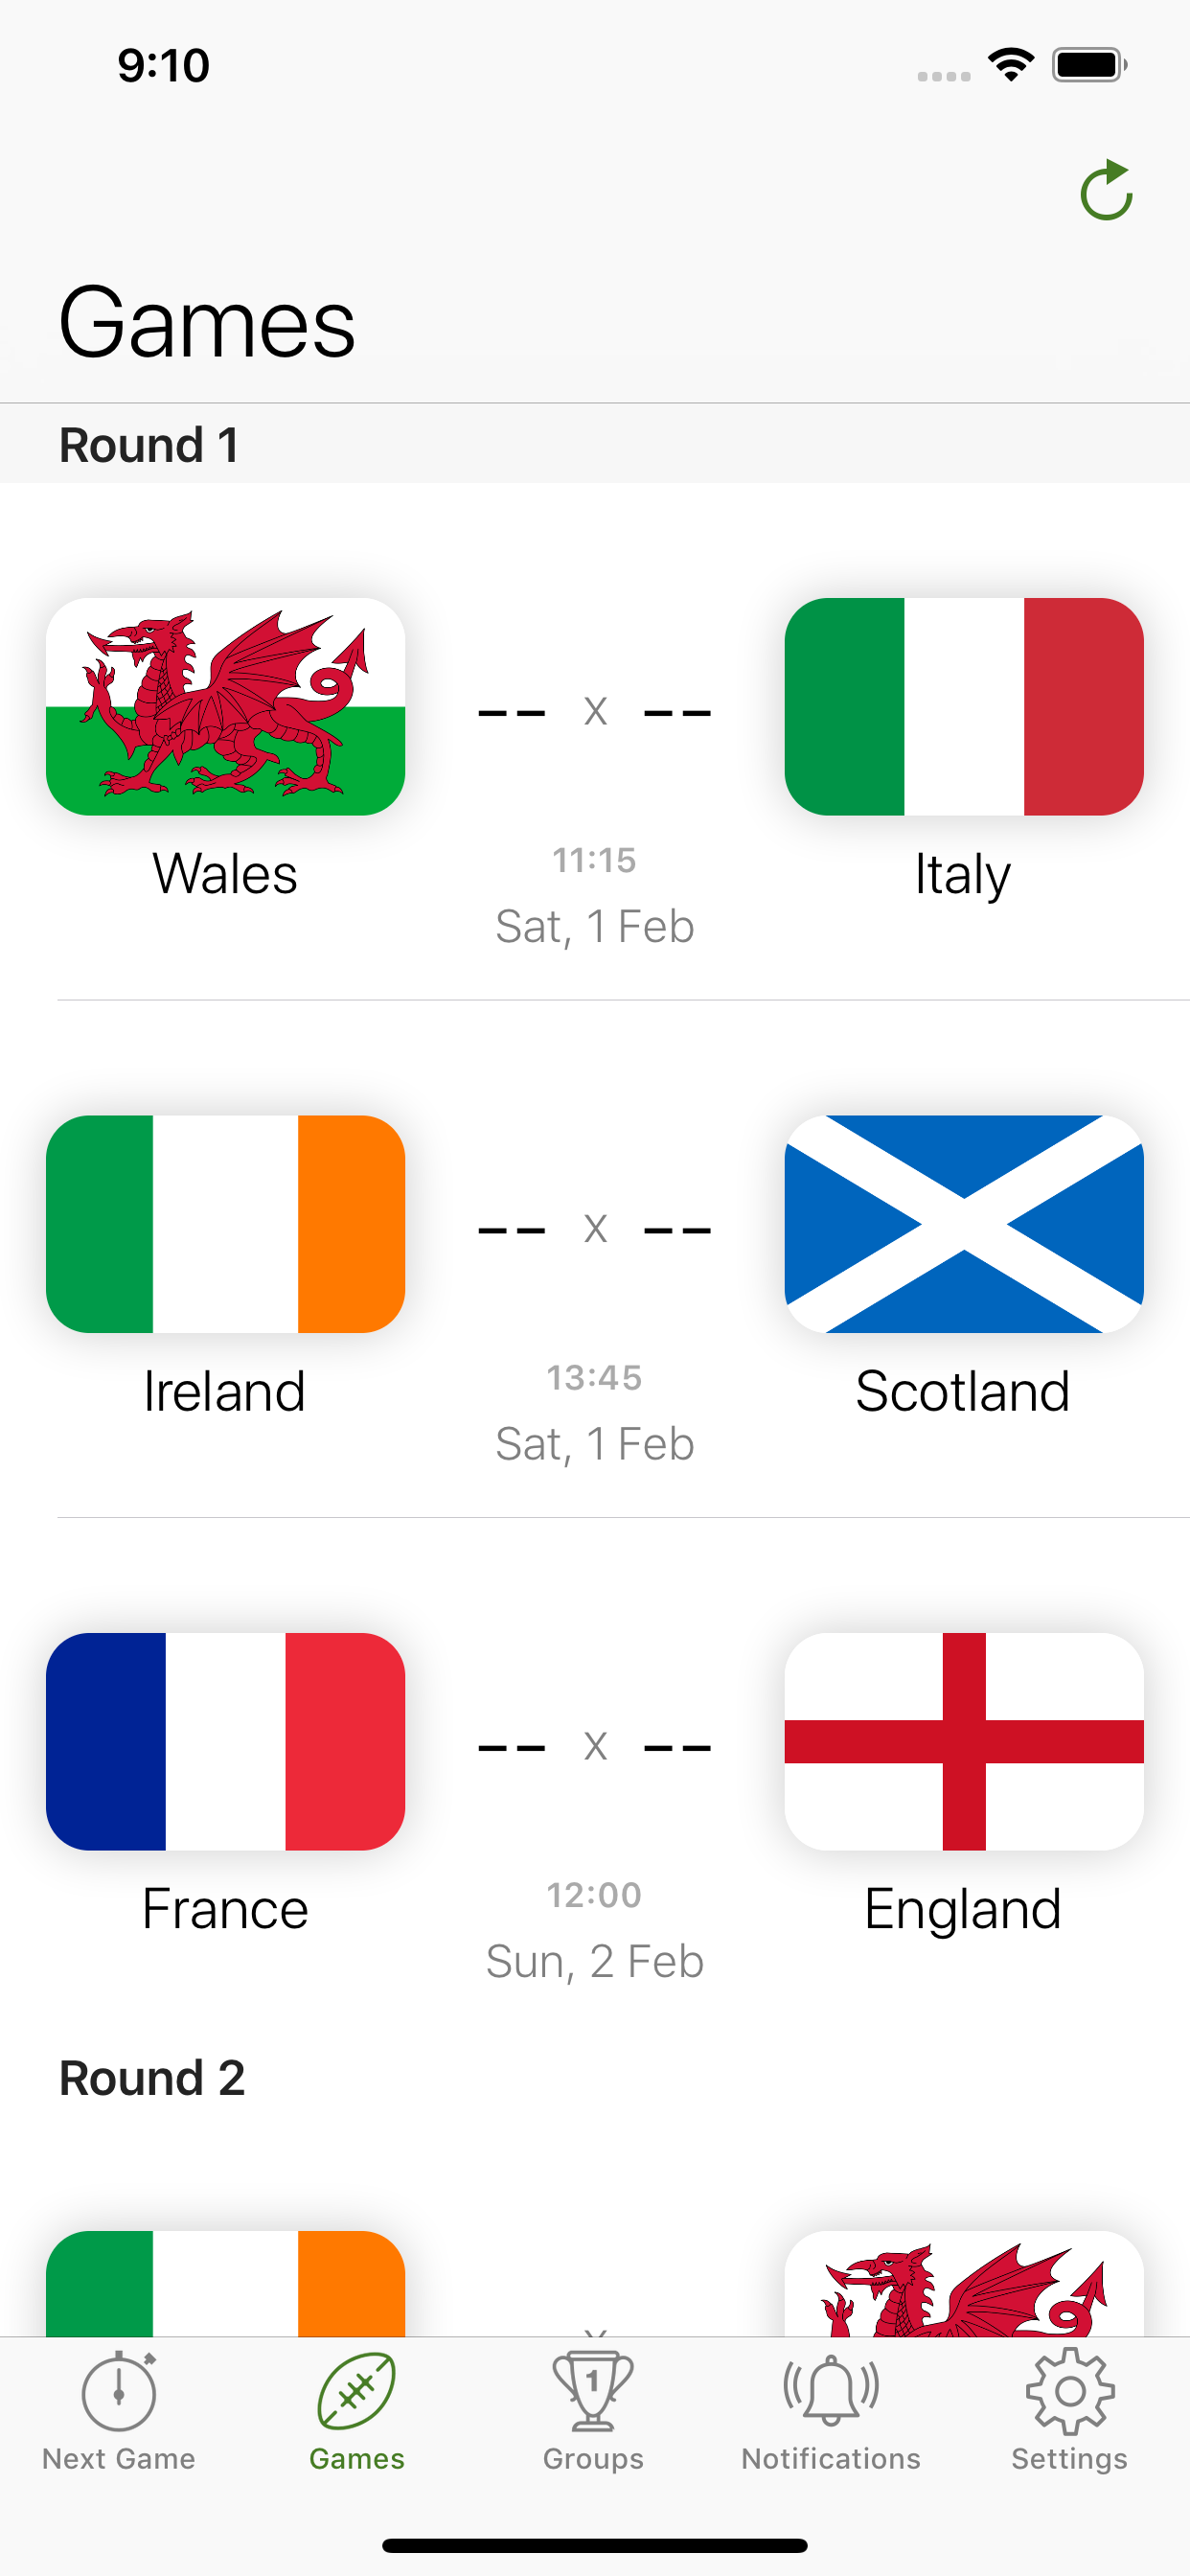 9:10
Games
Round 1
-- x --
Wales
11:15
Italy
Sat, 1 Feb
-- x --
Ireland
13:45
Scotland
Sat, 1 Feb
-- x --
France
12:00
England
Sun, 2 Feb
Round 2
1
Next Game
Games
Groups
Notifications
Settings